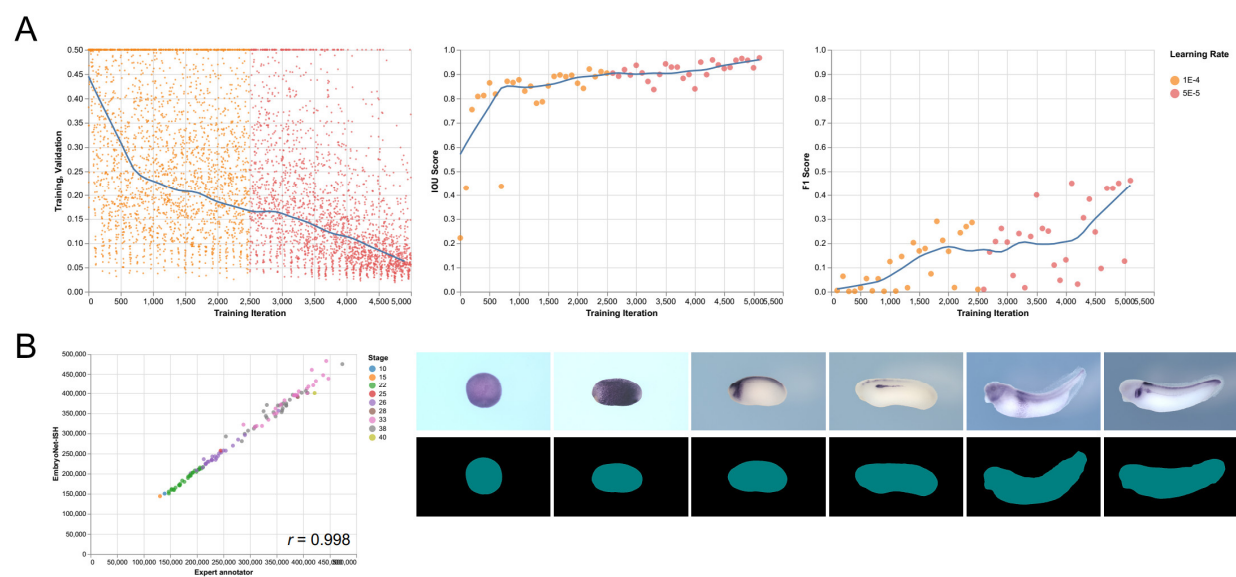 A
0.50
0.45
0.40
0.35
0.30
0.25
0.20
0.15
0.10
0.05
0.00
Training, Validation
0 500 1,000 1,500 2,000 2,500 3,000 3,500 4,000 4,500 5,000
Training Iteration
1.0
0.9
0.8
0.7
0.6
0.5
0.4
0.3
0.2
0.1
0.0
IOU Score
0 500 1,000 1,500 2,000 2,500 3,000 3,500 4,000 4,500 5,000 5,500
Training Iteration
1.0
0.9
0.8
0.7
0.6
0.5
0.4
0.3
0.2
0.1
0.0
F1 Score
0 500 1,000 1,500 2,000 2,500 3,000 3,500 4,000 4,500 5,000 5,500
Training Iteration
Learning Rate
1E-4
5E-5
B
500,000
450,000
400,000
350,000
300,000
250,000
200,000
150,000
100,000
50,000
0
EmbryoNet-ISH
0 50,000 100,000 150,000 200,000 250,000 300,000 350,000 400,000 450,000 500,000
Expert annotator
r = 0.998
Stage
10
15
22
25
26
28
33
38
40